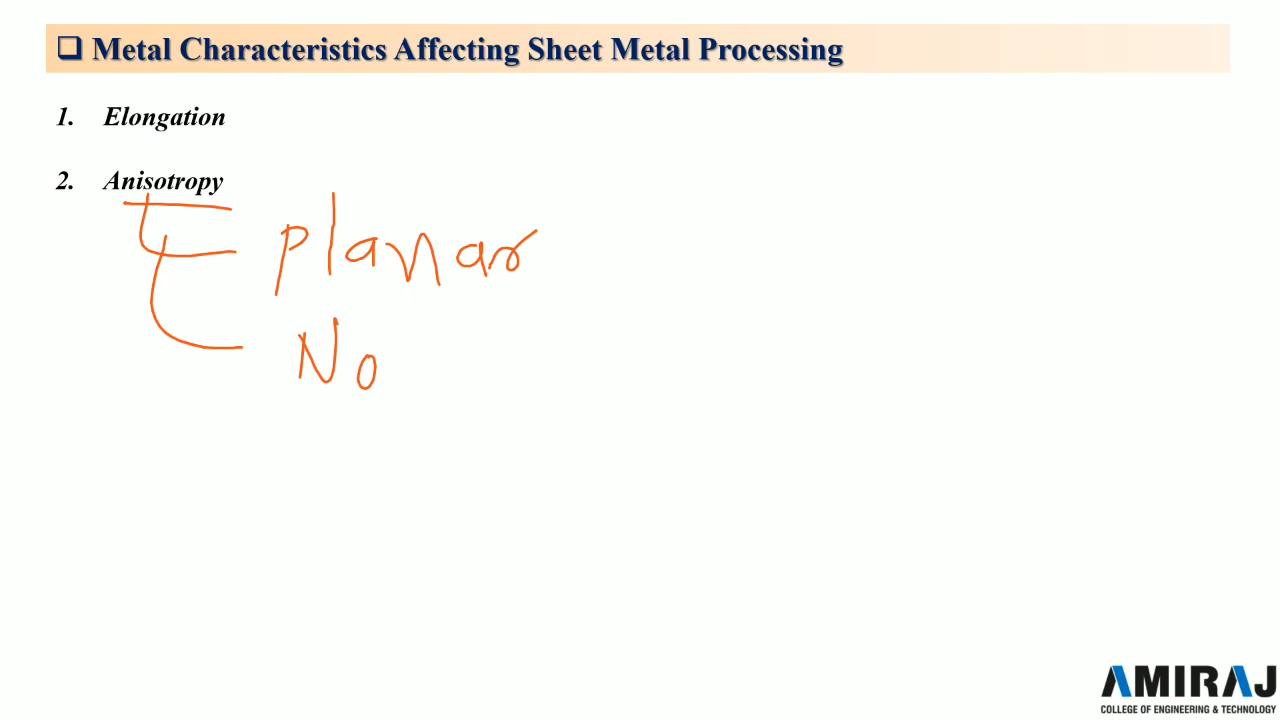 ❑ Metal Characteristics Affecting Sheet Metal Processing
1. Elongation
2. Anisotropy
Planar
No
AMIRAJ
COLLEGE OF ENGINEERING & TECHNOLOGY